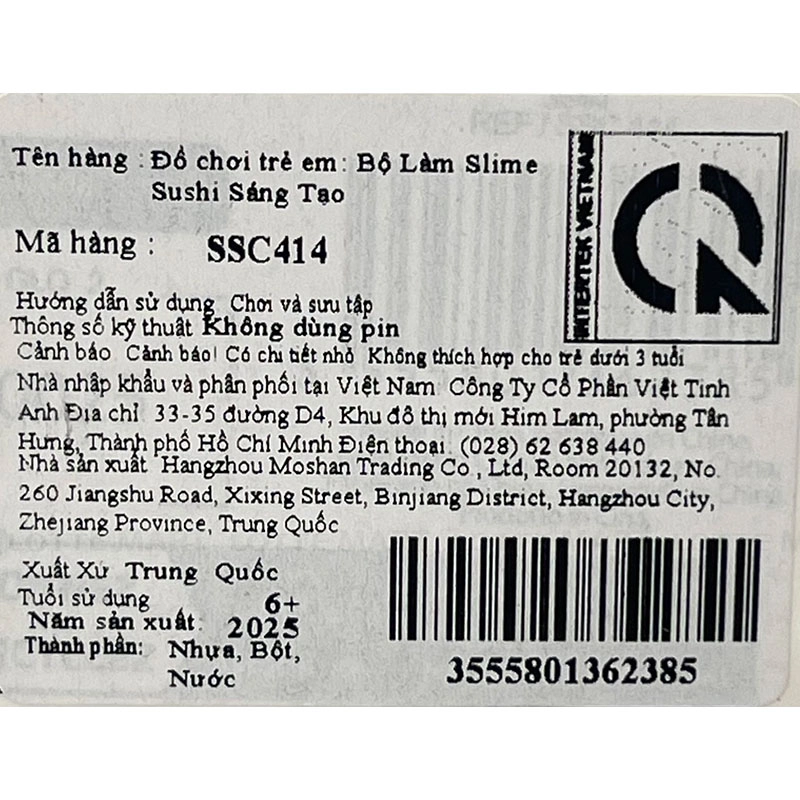 Tên hàng : Đồ chơi trẻ em: Bộ Làm Slime
Sushi Sáng Tạo
Mã hàng : SSC414
INTERTEK VIETNAM
Hướng dẫn sử dụng Chơi và sưu tập
Thông số kỹ thuật Không dùng pin
Cảnh báo Cảnh báo! Có chi tiết nhỏ Không thích hợp cho trẻ dưới 3 tuổi
Nhà nhập khẩu và phân phối tại Việt Nam Công Ty Cổ Phần Việt Tinh
Anh Địa chỉ 33-35 đường D4, Khu đô thị mới Him Lam, phường Tân
Hưng, Thành phố Hồ Chí Minh Điện thoại. (028) 62 638 440
Nhà sản xuất Hangzhou Moshan Trading Co., Ltd, Room 20132, No.
260 Jiangshu Road, Xixing Street, Binjiang District, Hangzhou City,
Zhejiang Province, Trung Quốc
Xuất Xứ Trung Quốc
Tuổi sử dụng 6+
Năm sản xuất: 2025
Thành phần: Nhựa, Bột,
Nước
3555801362385